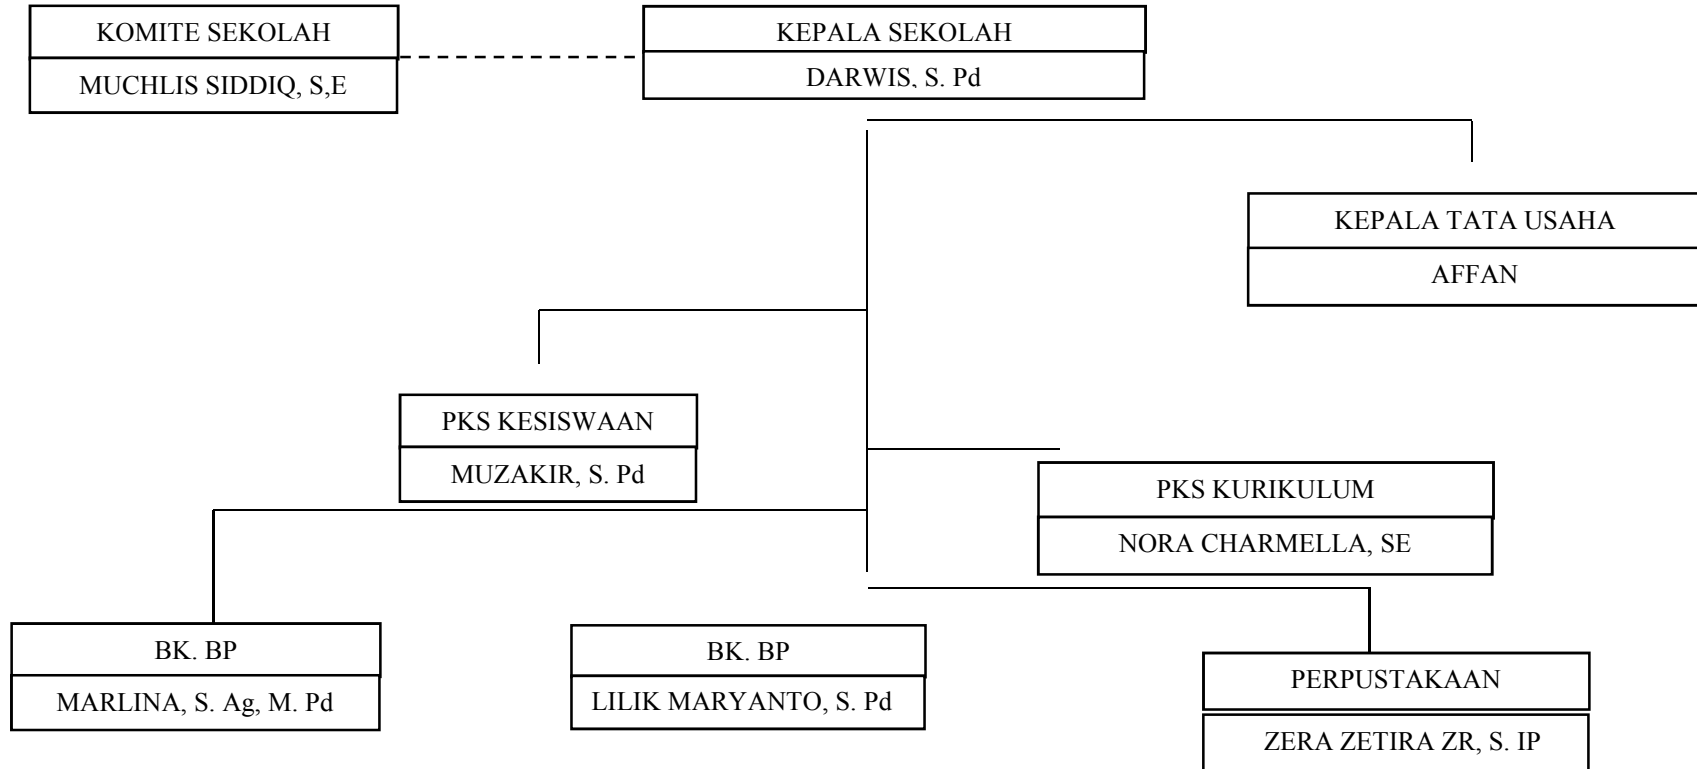 KOMITE SEKOLAH
MUCHLIS SIDDIQ, S,E
KEPALA SEKOLAH
DARWIS, S. Pd
KEPALA TATA USAHA
AFFAN
PKS KESISWAAN
MUZAKIR, S. Pd
PKS KURIKULUM
NORA CHARMELLA, SE
BK. BP
MARLINA, S. Ag, M. Pd
BK. BP
LILIK MARYANTO, S. Pd
PERPUSTAKAAN
ZERA ZETIRA ZR, S. IP